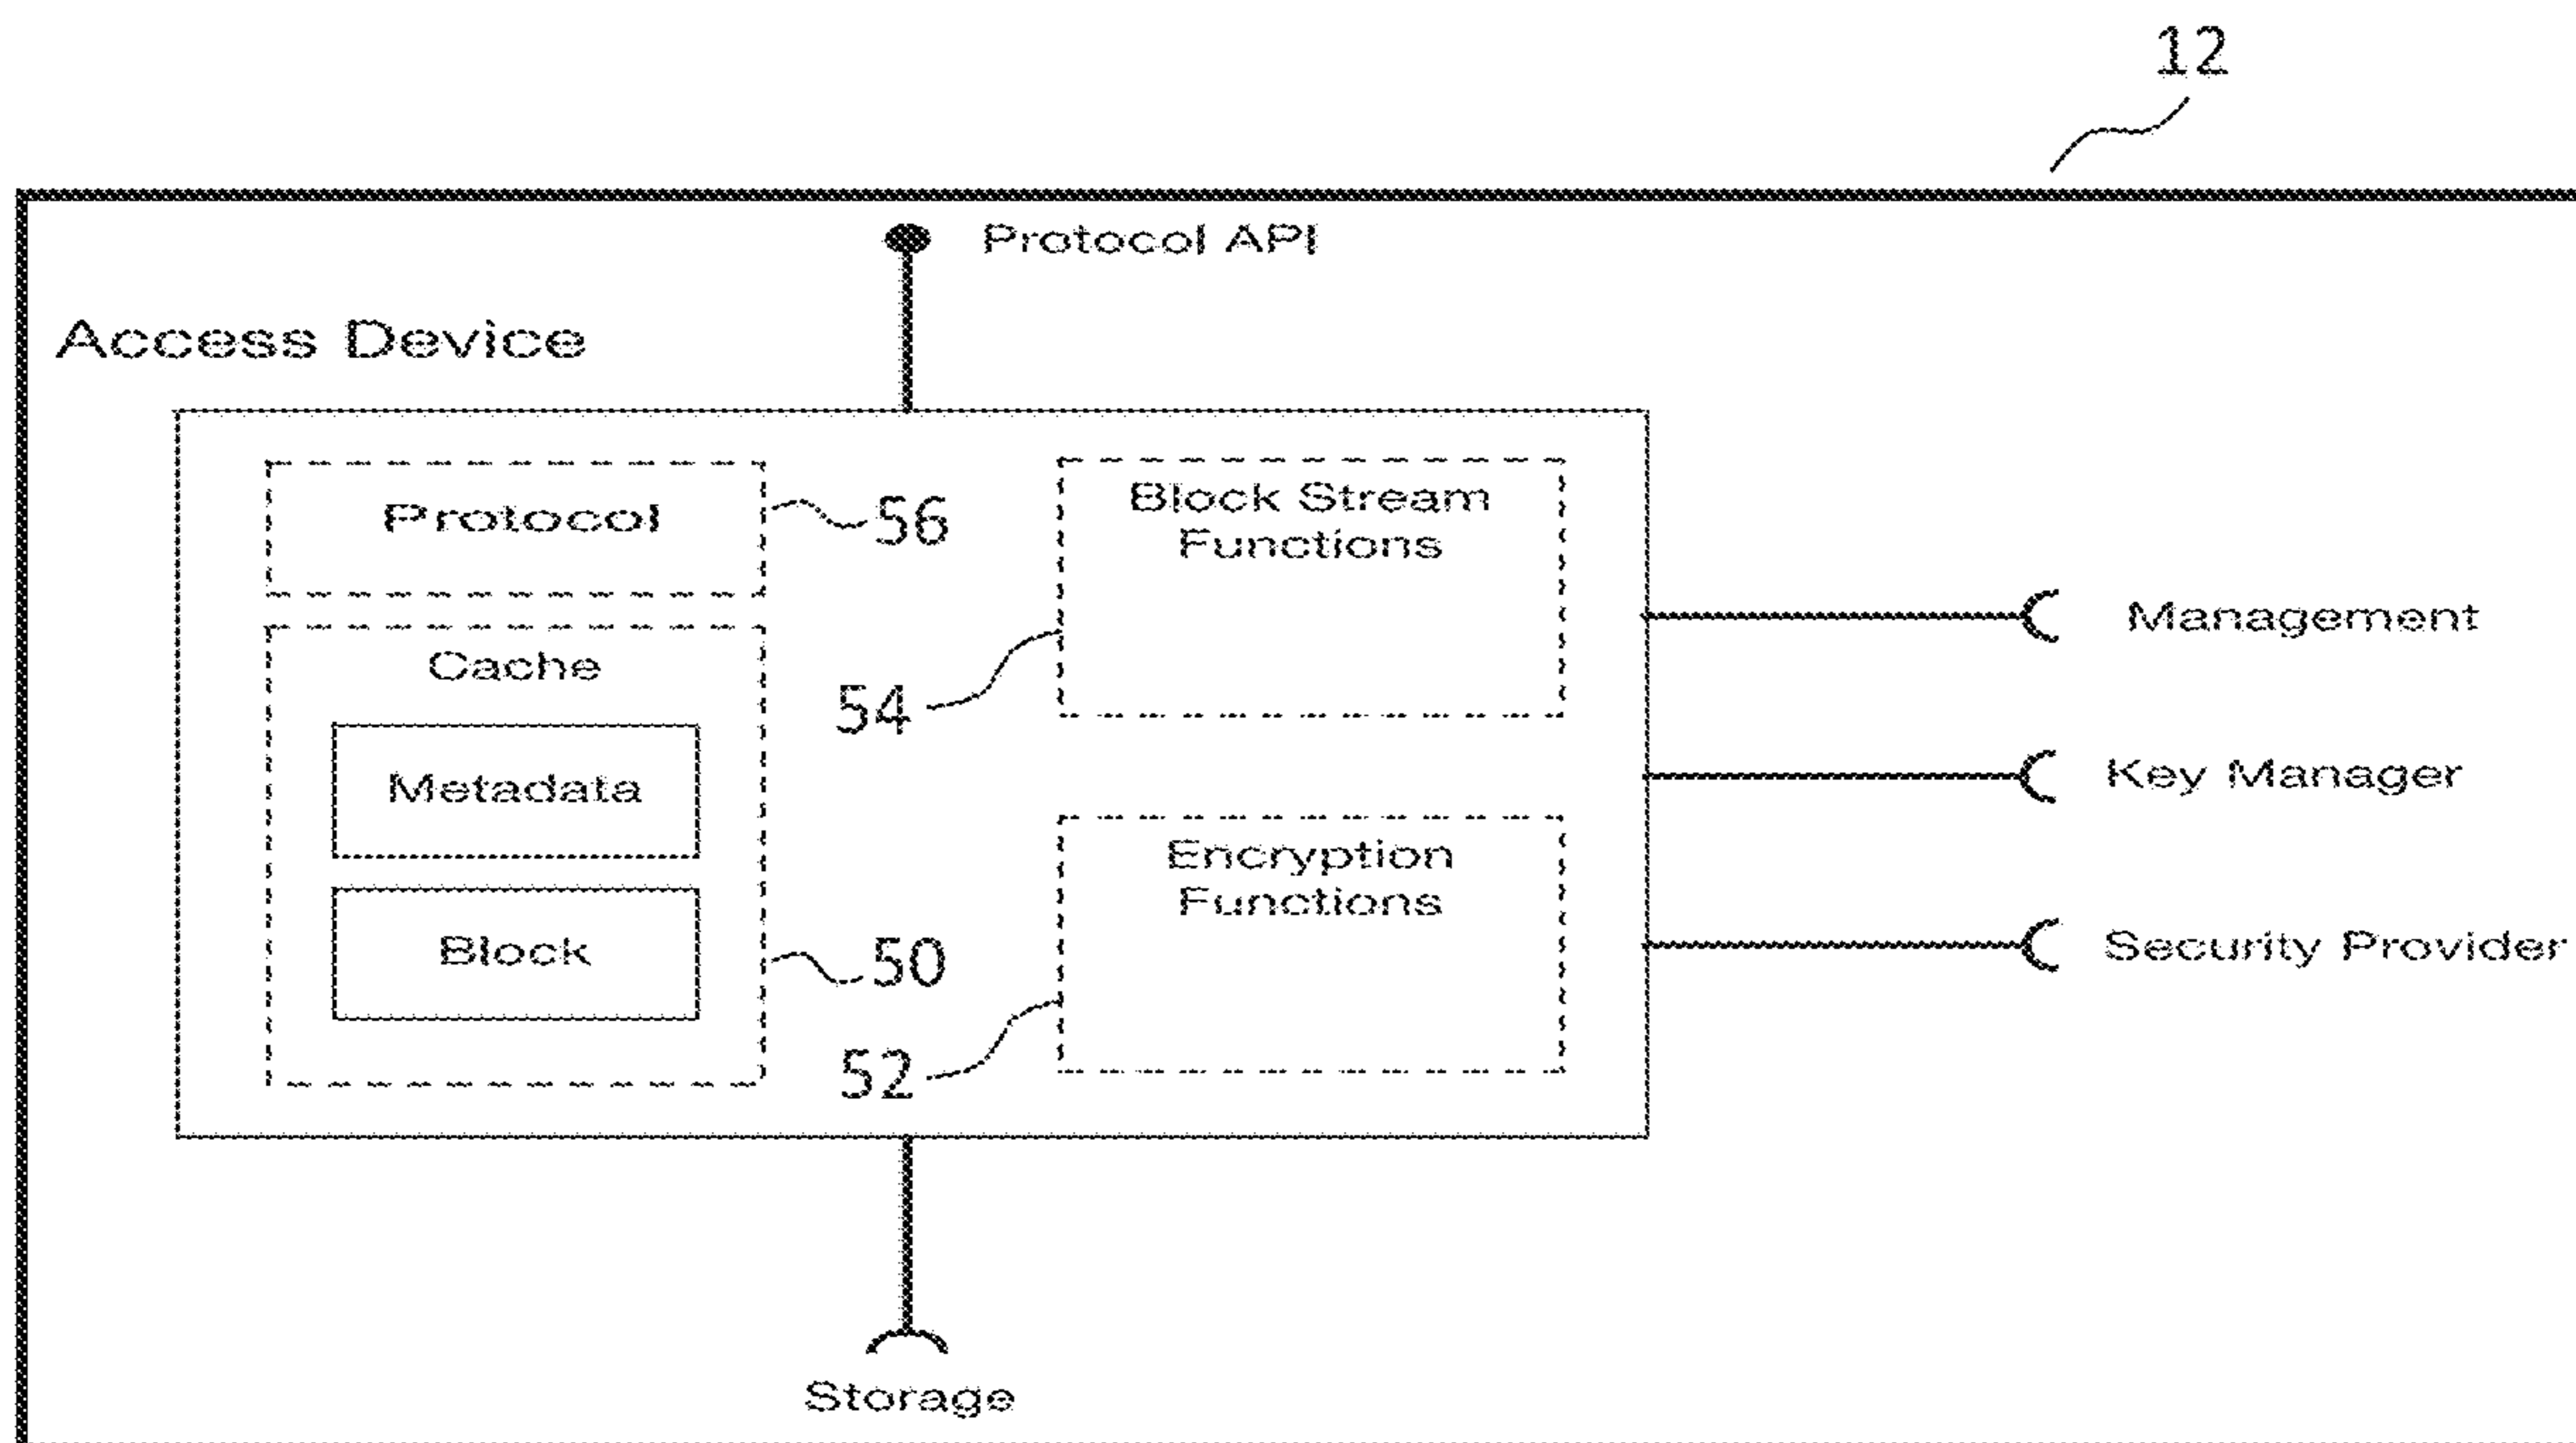 12
Protocol API
Access Device
Protocol
56
Block Stream
Functions
Management
Cache
54
Metadata
Key Manager
Encryption
Functions
Block
50
Security Provider
52
Storage